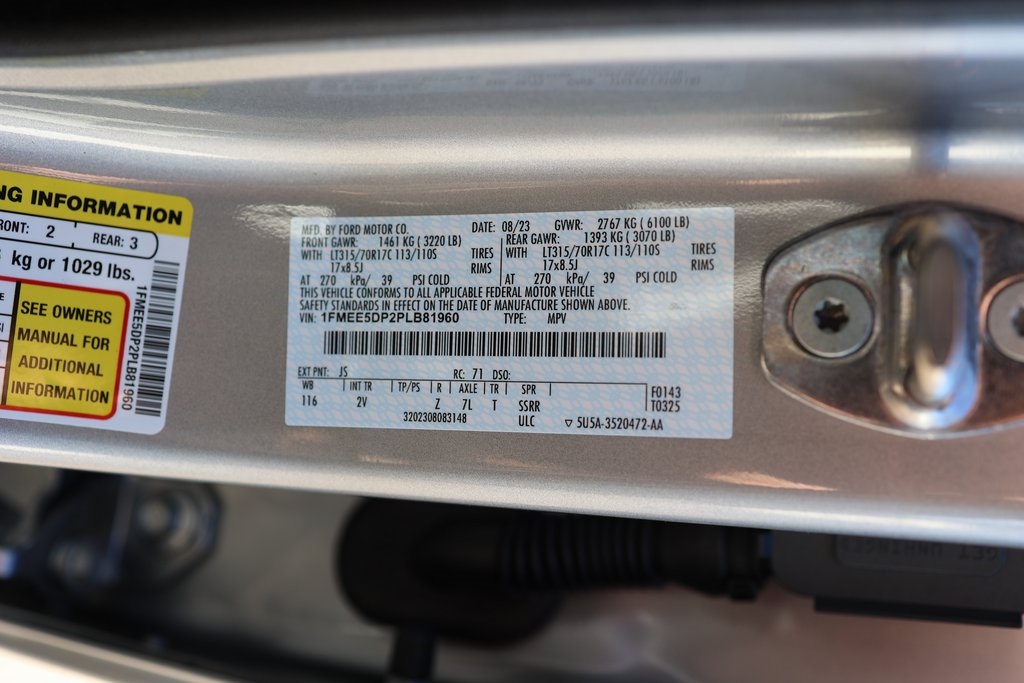 NG INFORMATION
RONT: 2 REAR: 3
kg or 1029 lbs.
SEE OWNERS
MANUAL FOR
ADDITIONAL
INFORMATION
1FMEE5DP2PLB81960
MFD. BY FORD MOTOR CO. DATE: 08/23 GVWR: 2767 KG ( 6100 LB)
FRONT GAWR: 1461 KG ( 3220 LB) REAR GAWR: 1393 KG ( 3070 LB)
WITH LT315/70R17C 113/110S TIRES WITH LT315/70R17C 113/110S TIRES
17x8.5J RIMS 17x8.5J RIMS
AT 270 kPa/ 39 PSI COLD AT 270 kPa/ 39 PSI COLD
THIS VEHICLE CONFORMS TO ALL APPLICABLE FEDERAL MOTOR VEHICLE
SAFETY STANDARDS IN EFFECT ON THE DATE OF MANUFACTURE SHOWN ABOVE.
VIN: 1FMEE5DP2PLB81960 TYPE: MPV
EXT PNT: JS RC: 71 DSO:
WB INT TR TP/PS R AXLE TR SPR F0143
116 2V Z 7L T SSRR T0325
3202308083148 ULC 5U5A-3520472-AA